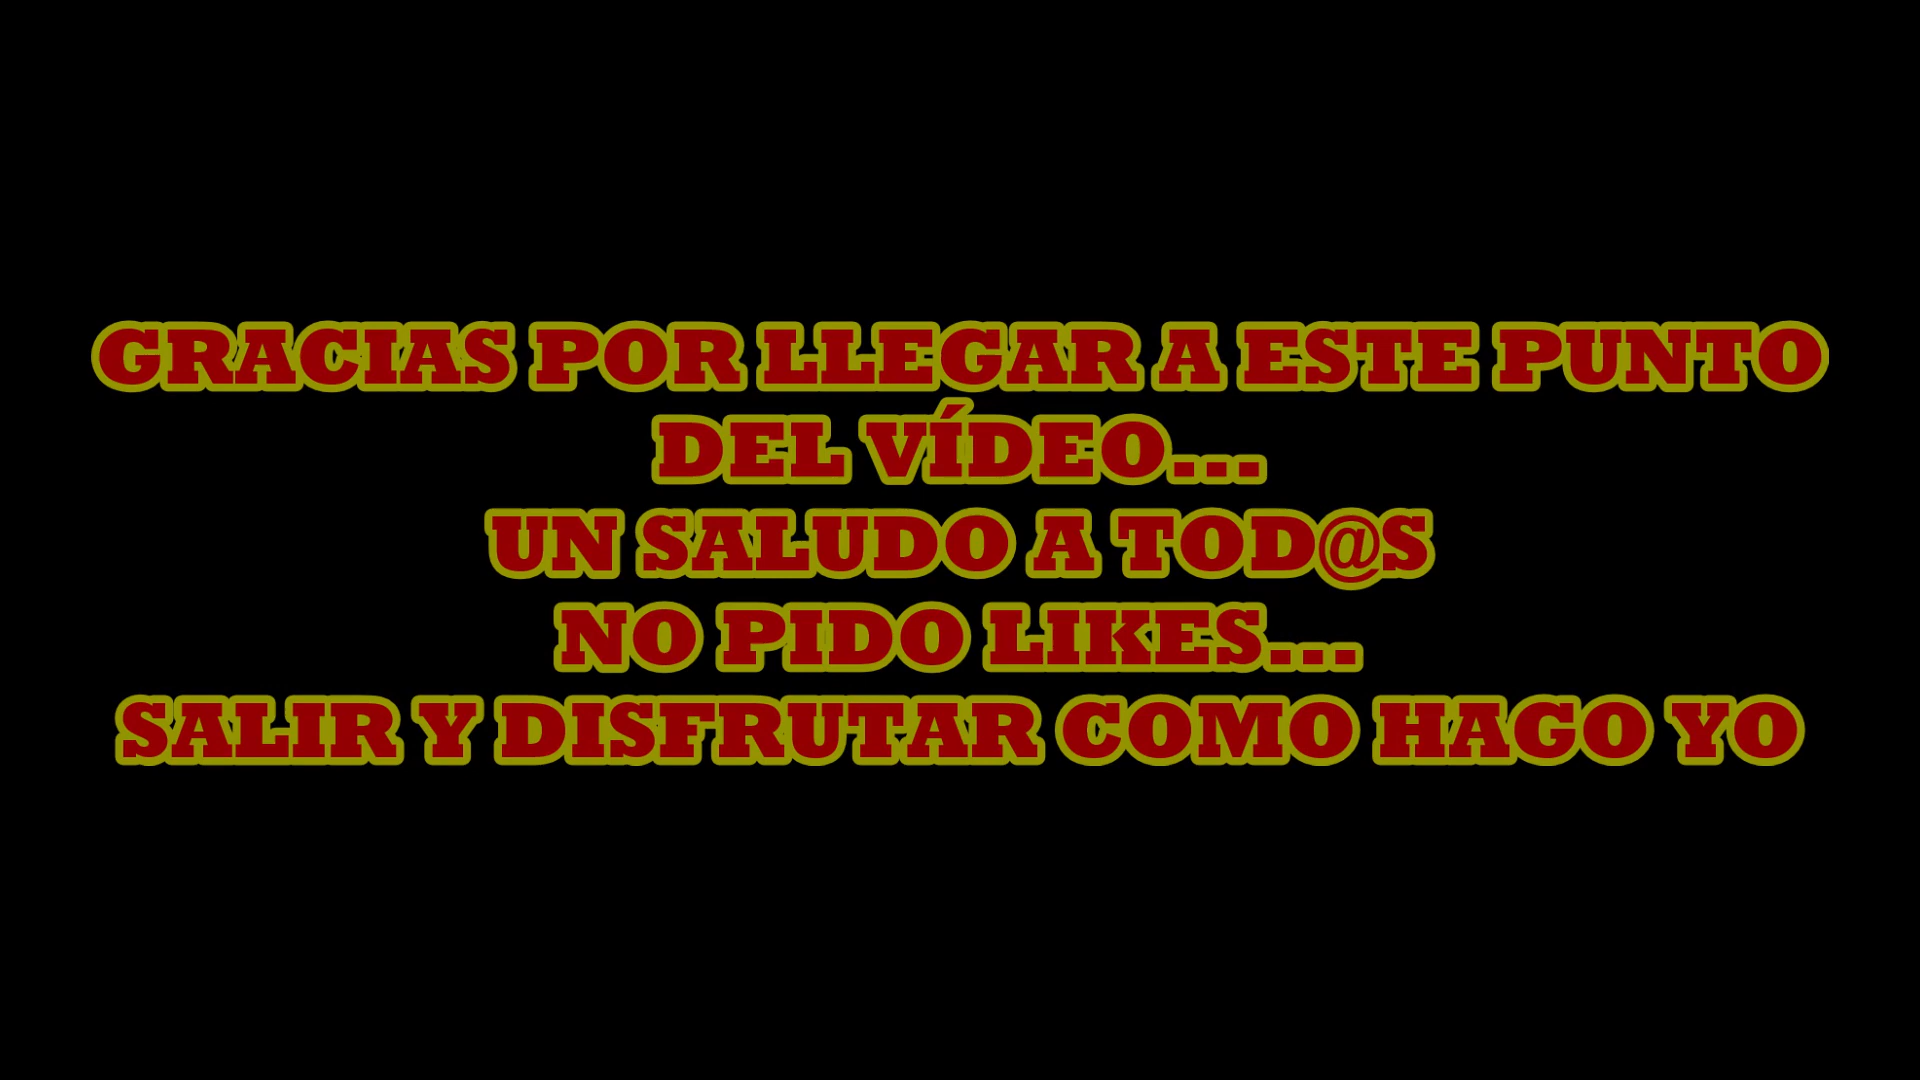 GRACIAS POR LLEGAR A ESTE PUNTO
DEL VÍDEO...
UN SALUDO A TOD@S
NO PIDO LIKES...
SALIR Y DISFRUTAR COMO HAGO YO